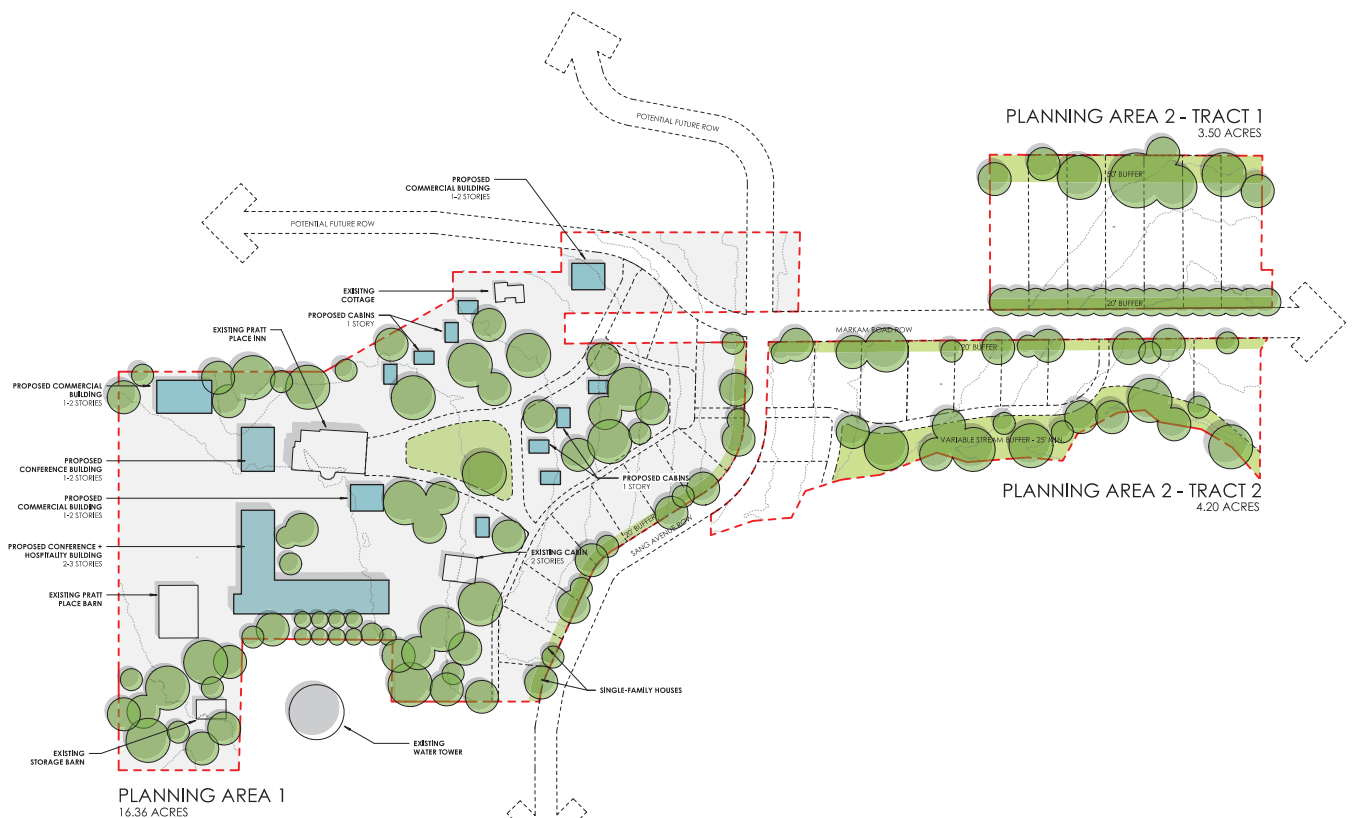 POTENTIAL FUTURE ROW
PLANNING AREA 2 - TRACT 1
3.50 ACRES
50' BUFFER
PROPOSED
COMMERCIAL BUILDING
1-2 STORIES
POTENTIAL FUTURE ROW
EXISITNG
COTTAGE
PROPOSED CABINS
1 STORY
20' BUFFER
MARKAM ROAD ROW
20' BUFFER
EXISTING PRATT
PLACE INN
PROPOSED COMMERCIAL
BUILDING
1-2 STORIES
VARIABLE STREAM BUFFER - 25' MIN.
PROPOSED
CONFERENCE BUILDING
1-2 STORIES
PROPOSED CABINS
1 STORY
PLANNING AREA 2 - TRACT 2
4.20 ACRES
PROPOSED
COMMERCIAL BUILDING
1-2 STORIES
20' BUFFER
SANG AVENUE ROW
PROPOSED CONFERENCE +
HOSPITALITY BUILDING
2-3 STORIES
EXISTING CABIN
2 STORIES
EXISTING PRATT
PLACE BARN
SINGLE-FAMILY HOUSES
EXISTING
STORAGE BARN
EXISTING
WATER TOWER
PLANNING AREA 1
16.36 ACRES